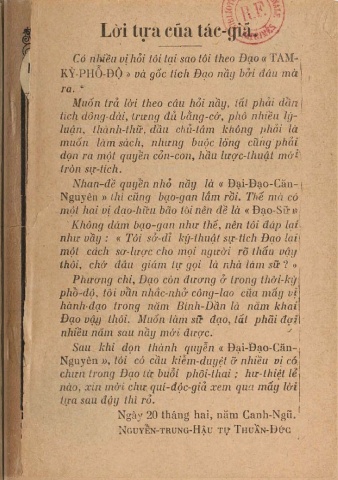 Lời tựa của tác-giả.
R.F.
Có nhiều vị hỏi tôi tại sao tôi theo Đạo « TAM-
KỲ-PHỔ-ĐỘ » và gốc tích Đạo nầy bởi đâu mà
ra.
Muốn trả lời theo câu hỏi nầy, tất phải dẫn
tích dông-dài, trưng đủ bằng-cớ, phô nhiều lý-
luận, thành-thử, dầu chủ-tâm không phải là
muốn làm sách, nhưng buộc lòng cũng phải
dọn ra một quyển cỏn-con, hầu lược-thuật mới
tròn sự-tích.
Nhan-đề quyển nhỏ nầy là « Đại-Đạo-Căn-
Nguyên » thì cũng bạo-gan lắm rồi. Thế mà có
một hai vị đạo-hữu bảo tôi nên đề là « Đạo-Sử »
Không dám bạo-gan như thế, nên tôi đáp lại
như vầy : « Tôi sở-dĩ ký-thuật sự-tích Đạo lại
một cách sơ-lược cho mọi người rõ thấu vậy
thôi, chớ đâu giám tự gọi là nhà làm sử ? »
Phương chi, Đạo còn đương ở trong thời-kỳ
phổ-độ, tôi vẫn nhắc-nhở công-lao của mấy vị
hành-đạo trong năm Bính-Dần là năm khai
Đạo vậy thôi. Muốn làm sử đạo, tất phải đợi
nhiều năm sau nầy mới được.
Sau khi dọn thành quyển « Đại-Đạo-Căn-
Nguyên », tôi có cầu kiểm-duyệt ở nhiều vị có
chưn trong Đạo từ buổi phôi-thai ; hư-thiệt lẽ
nào, xin mời chư quí-độc-giả xem qua mấy lời
tựa sau đây thì rõ.
Ngày 20 tháng hai, năm Canh-Ngũ.
NGUYỄN-TRUNG-HẬU TỰ THUẦN-ĐỨC